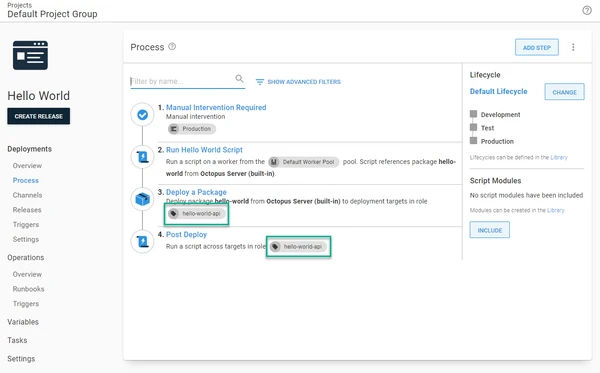 Projects
Default Project Group
Hello World
CREATE RELEASE
Deployments
Overview
Process
Channels
Releases
Triggers
Settings
Operations
Overview
Runbooks
Triggers
Variables
Tasks
Settings
Process
ADD STEP
Filter by name...
SHOW ADVANCED FILTERS
1. Manual Intervention Required
Manual intervention
Production
2. Run Hello World Script
Run a script on a worker from the Default Worker Pool pool. Script references package hello-
world from Octopus Server (built-in).
3. Deploy a Package
Deploy package hello-world from Octopus Server (built-in) to deployment targets in role
hello-world-api
4. Post Deploy
Run a script across targets in role hello-world-api
Lifecycle
Default Lifecycle
CHANGE
Development
Test
Production
Lifecycles can be defined in the Library
Script Modules
No script modules have been included
Modules can be created in the Library
INCLUDE